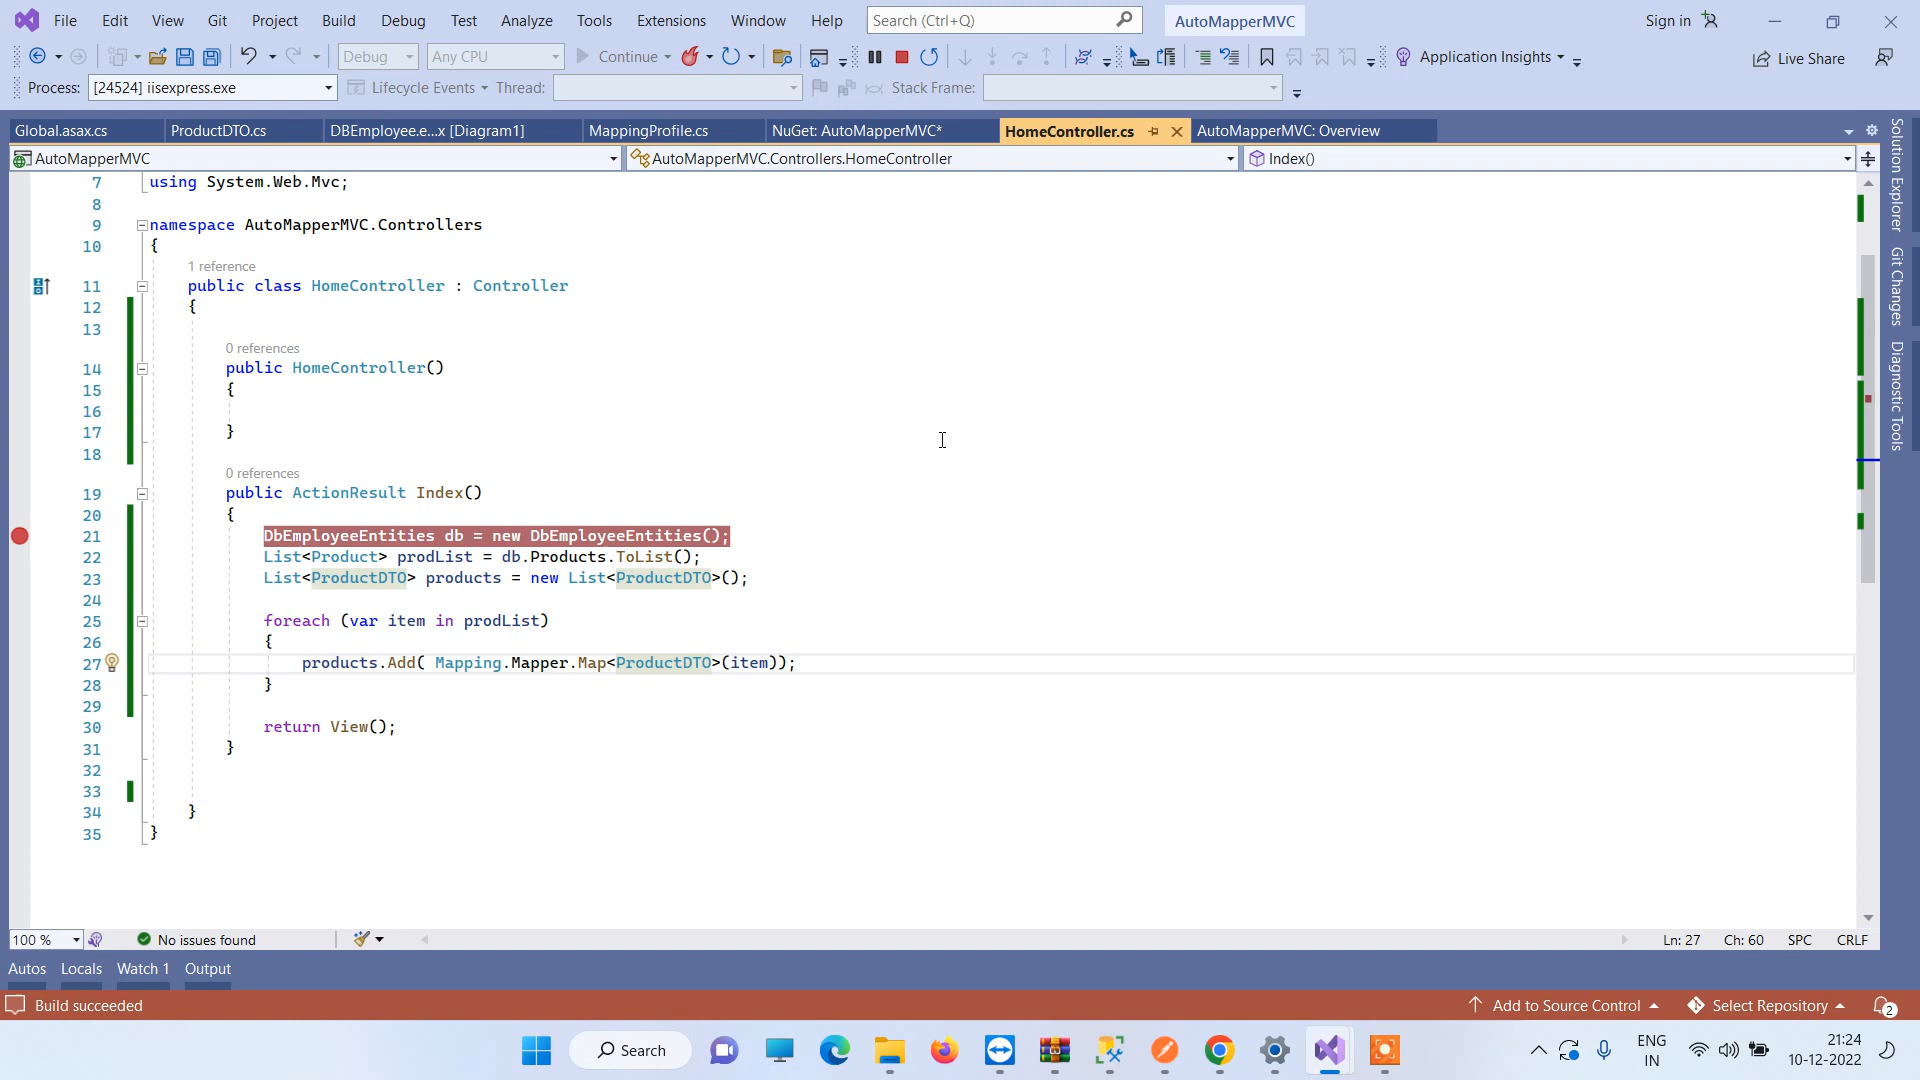 File Edit View Git Project Build Debug Test Analyze Tools Extensions Window Help Search (Ctrl+Q) AutoMapperMVC Sign in
Debug Any CPU Continue Application Insights Live Share
Process: [24524] iisexpress.exe Lifecycle Events Thread: Stack Frame:
Global.asax.cs ProductDTO.cs DBEmployee.e...x [Diagram1] MappingProfile.cs NuGet: AutoMapperMVC* HomeController.cs AutoMapperMVC: Overview
AutoMapperMVC AutoMapperMVC.Controllers.HomeController Index()
7 using System.Web.Mvc;
8
9 namespace AutoMapperMVC.Controllers
10 {
1 reference
11 public class HomeController : Controller
12 {
13
0 references
14 public HomeController()
15 {
16
17 }
18
0 references
19 public ActionResult Index()
20 {
21 DbEmployeeEntities db = new DbEmployeeEntities();
22 List<Product> prodList = db.Products.ToList();
23 List<ProductDTO> products = new List<ProductDTO>();
24
25 foreach (var item in prodList)
26 {
27 products.Add( Mapping.Mapper.Map<ProductDTO>(item));
28 }
29
30 return View();
31 }
32
33
34 }
35 }
Solution Explorer
Git Changes
Diagnostic Tools
100 % No issues found Ln: 27 Ch: 60 SPC CRLF
Autos Locals Watch 1 Output
Build succeeded Add to Source Control Select Repository 2
Search ENG IN 21:24 10-12-2022